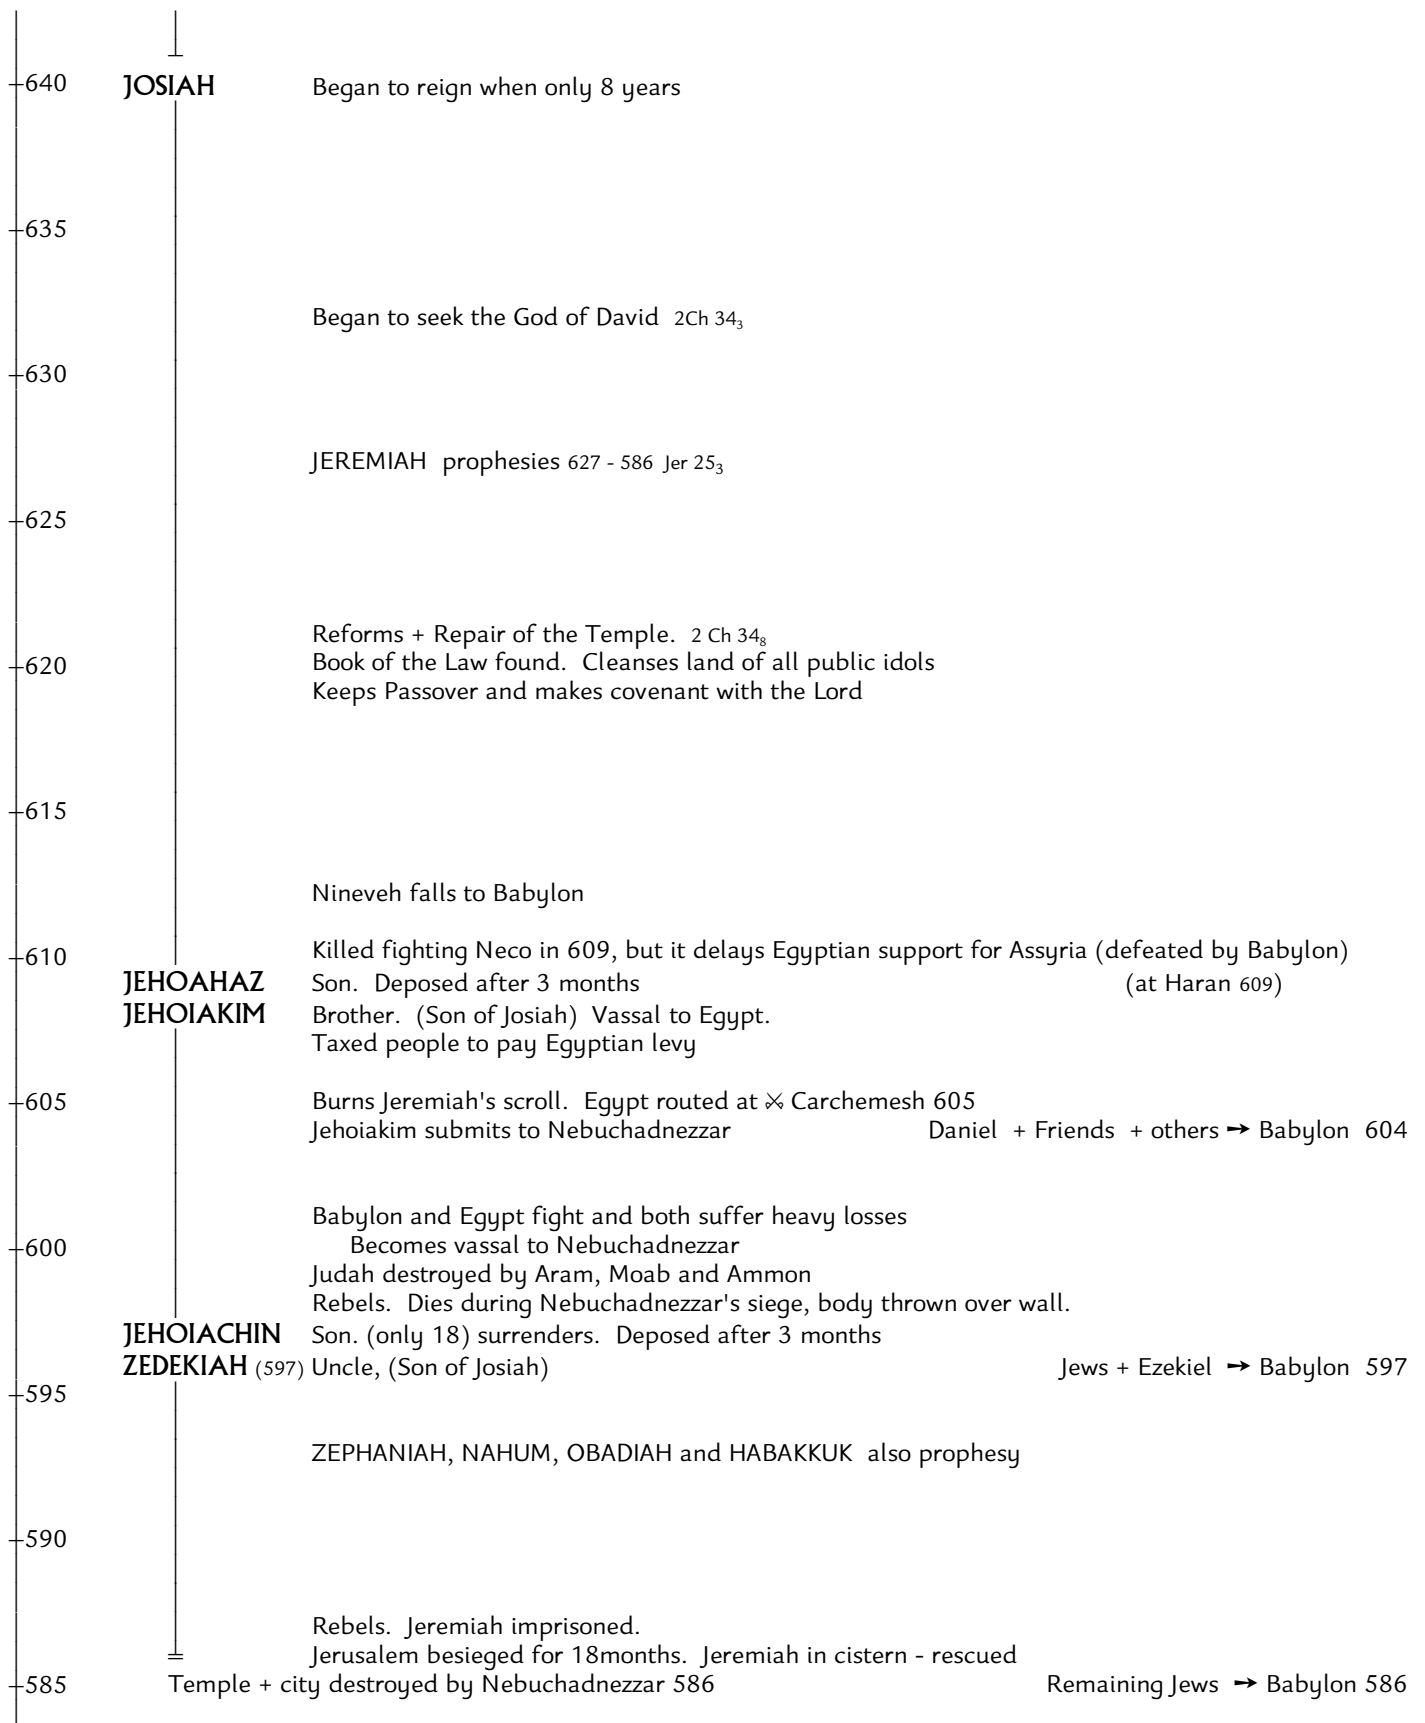 640 JOSIAH Began to reign when only 8 years
635
Began to seek the God of David 2Ch 34₃
630
JEREMIAH prophesies 627 - 586 Jer 25₃
625
Reforms + Repair of the Temple. 2 Ch 34₈
Book of the Law found. Cleanses land of all public idols
620
Keeps Passover and makes covenant with the Lord
615
Nineveh falls to Babylon
Killed fighting Neco in 609, but it delays Egyptian support for Assyria (defeated by Babylon)
610
JEHOAHAZ Son. Deposed after 3 months (at Haran 609)
JEHOIAKIM Brother. (Son of Josiah) Vassal to Egypt.
Taxed people to pay Egyptian levy
605 Burns Jeremiah's scroll. Egypt routed at ⚔ Carchemesh 605
Jehoiakim submits to Nebuchadnezzar Daniel + Friends + others ➙ Babylon 604
Babylon and Egypt fight and both suffer heavy losses
600 Becomes vassal to Nebuchadnezzar
Judah destroyed by Aram, Moab and Ammon
Rebels. Dies during Nebuchadnezzar's siege, body thrown over wall.
JEHOIACHIN Son. (only 18) surrenders. Deposed after 3 months
ZEDEKIAH (597) Uncle, (Son of Josiah) Jews + Ezekiel ➙ Babylon 597
595
ZEPHANIAH, NAHUM, OBADIAH and HABAKKUK also prophesy
590
Rebels. Jeremiah imprisoned.
Jerusalem besieged for 18months. Jeremiah in cistern - rescued
585 Temple + city destroyed by Nebuchadnezzar 586 Remaining Jews ➙ Babylon 586